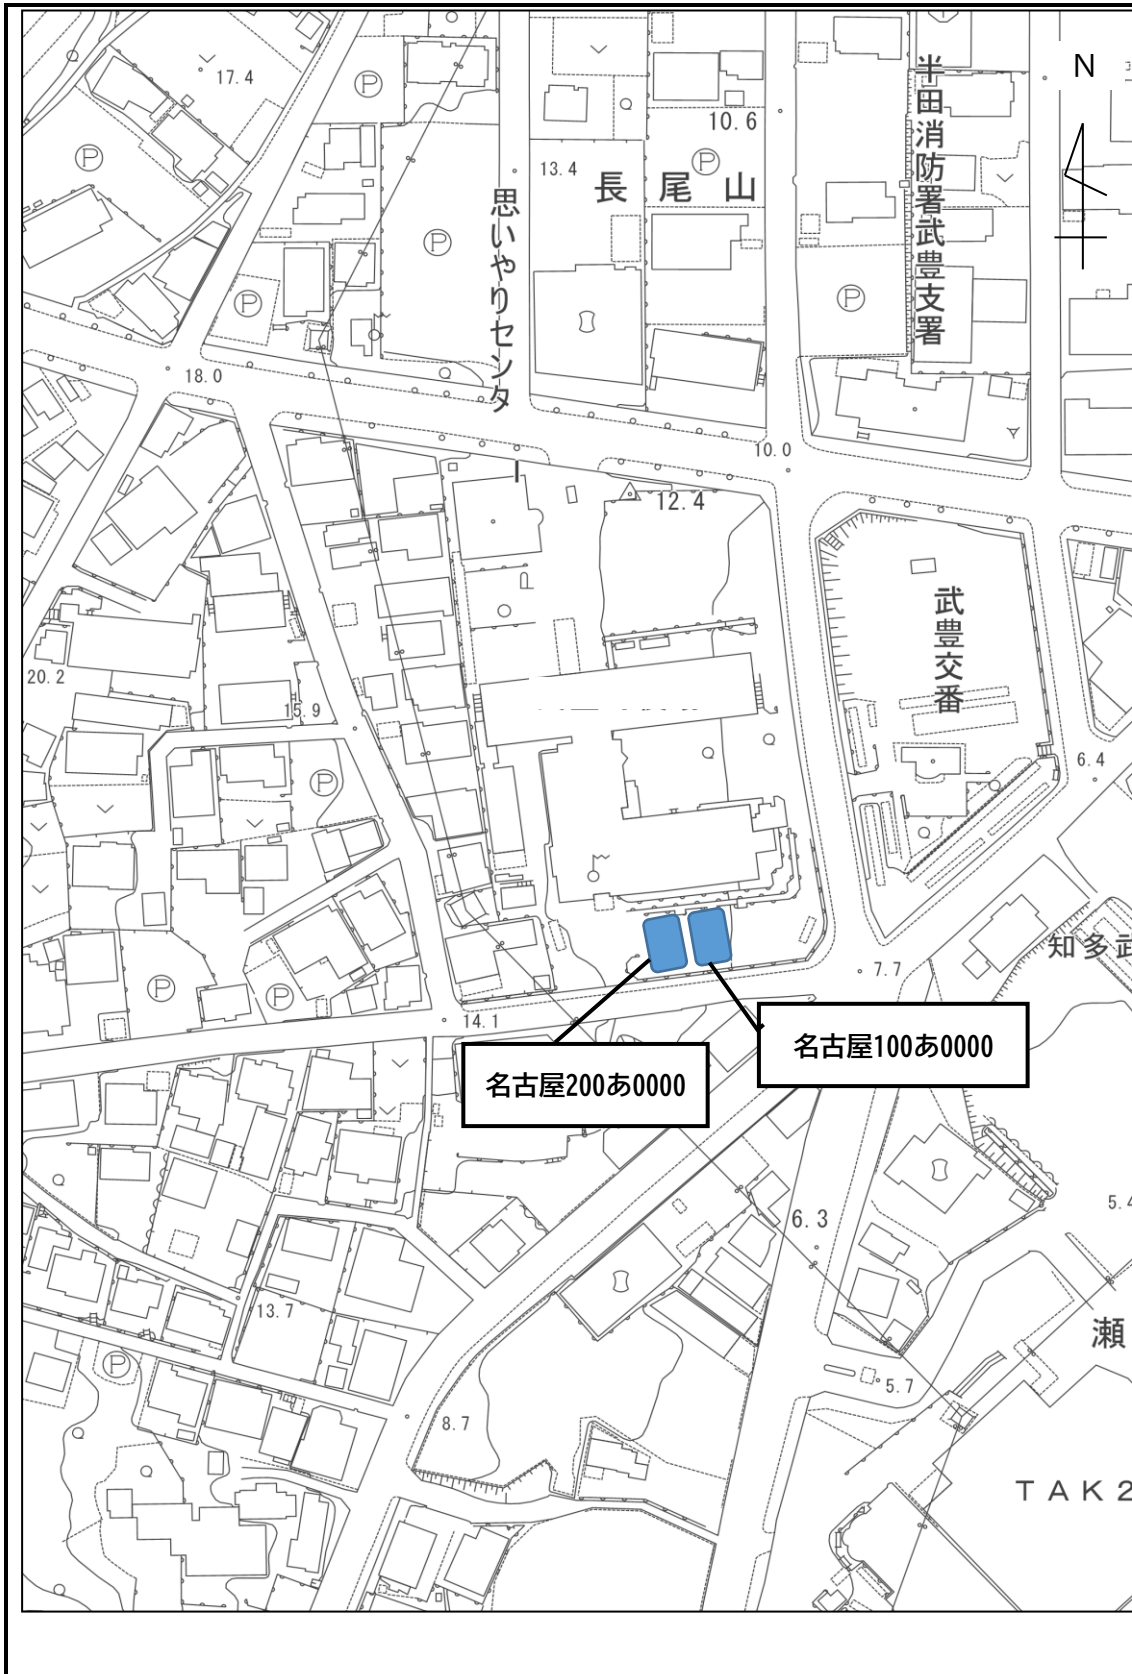 17.4
Ⓟ
10.6
N
半田消防署武豊支署
Ⓟ
13.4
長尾山
Ⓟ
思いやりセンター
Ⓟ
Ⓟ
Ⓟ
18.0
10.0
12.4
武豊交番
20.2
15.9
6.4
Ⓟ
知多武
7.7
Ⓟ
Ⓟ
14.1
名古屋100あ0000
名古屋200あ0000
6.3
5.4
13.7
瀬
Ⓟ
5.7
8.7
TAK2